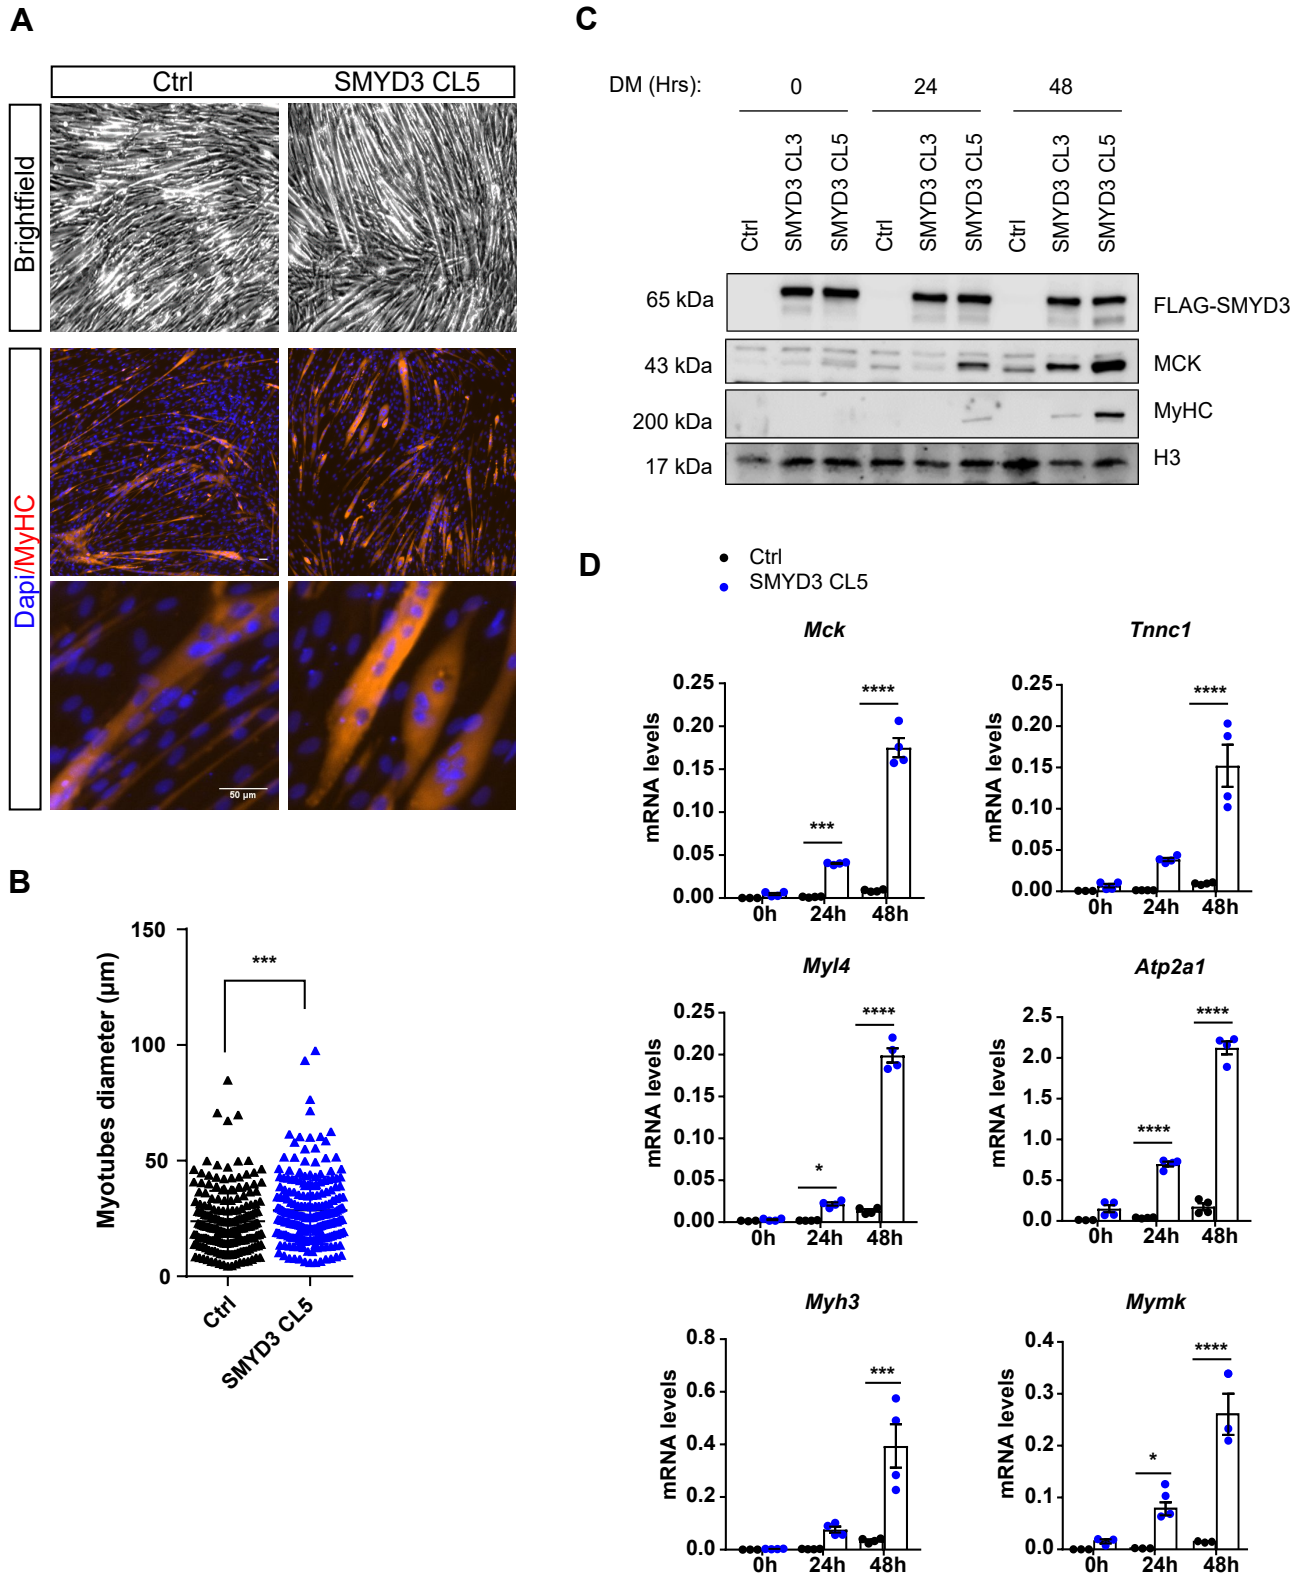 A
Ctrl SMYD3 CL5
Brightfield
Dapi/MyHC
50 µm
B
150
100
50
0
Myotubes diameter (µm)
***
Ctrl
SMYD3 CL5
C
DM (Hrs): 0 24 48
Ctrl SMYD3 CL3 SMYD3 CL5 Ctrl SMYD3 CL3 SMYD3 CL5 Ctrl SMYD3 CL3 SMYD3 CL5
65 kDa FLAG-SMYD3
43 kDa MCK
200 kDa MyHC
17 kDa H3
D
Ctrl
SMYD3 CL5
Mck
mRNA levels
0.25
0.20
0.15
0.10
0.05
0.00
*** ****
0h 24h 48h
Tnnc1
mRNA levels
0.25
0.20
0.15
0.10
0.05
0.00
****
0h 24h 48h
Myl4
mRNA levels
0.25
0.20
0.15
0.10
0.05
0.00
* ****
0h 24h 48h
Atp2a1
mRNA levels
2.5
2.0
1.5
1.0
0.5
0.0
**** ****
0h 24h 48h
Myh3
mRNA levels
0.8
0.6
0.4
0.2
0.0
***
0h 24h 48h
Mymk
mRNA levels
0.4
0.3
0.2
0.1
0.0
* ****
0h 24h 48h